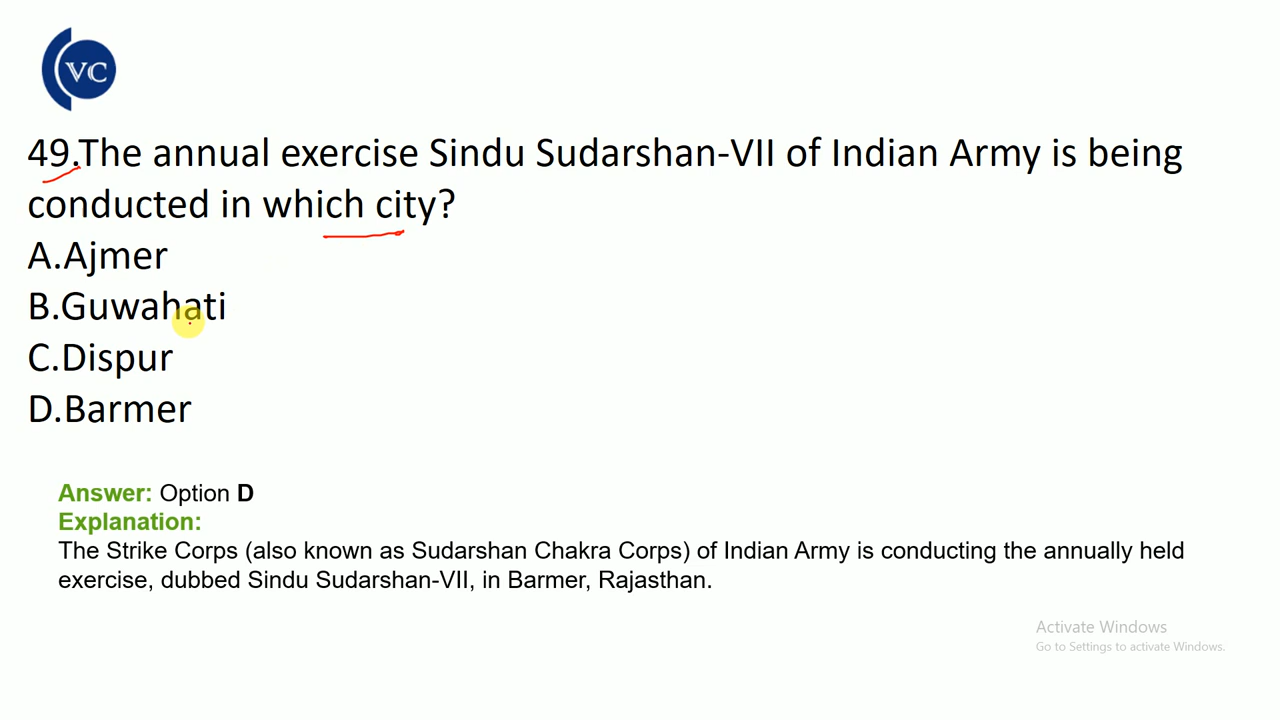 VC
49.The annual exercise Sindu Sudarshan-VII of Indian Army is being
conducted in which city?
A.Ajmer
B.Guwahati
C.Dispur
D.Barmer
Answer: Option D
Explanation:
The Strike Corps (also known as Sudarshan Chakra Corps) of Indian Army is conducting the annually held
exercise, dubbed Sindu Sudarshan-VII, in Barmer, Rajasthan.
Activate Windows
Go to Settings to activate Windows.